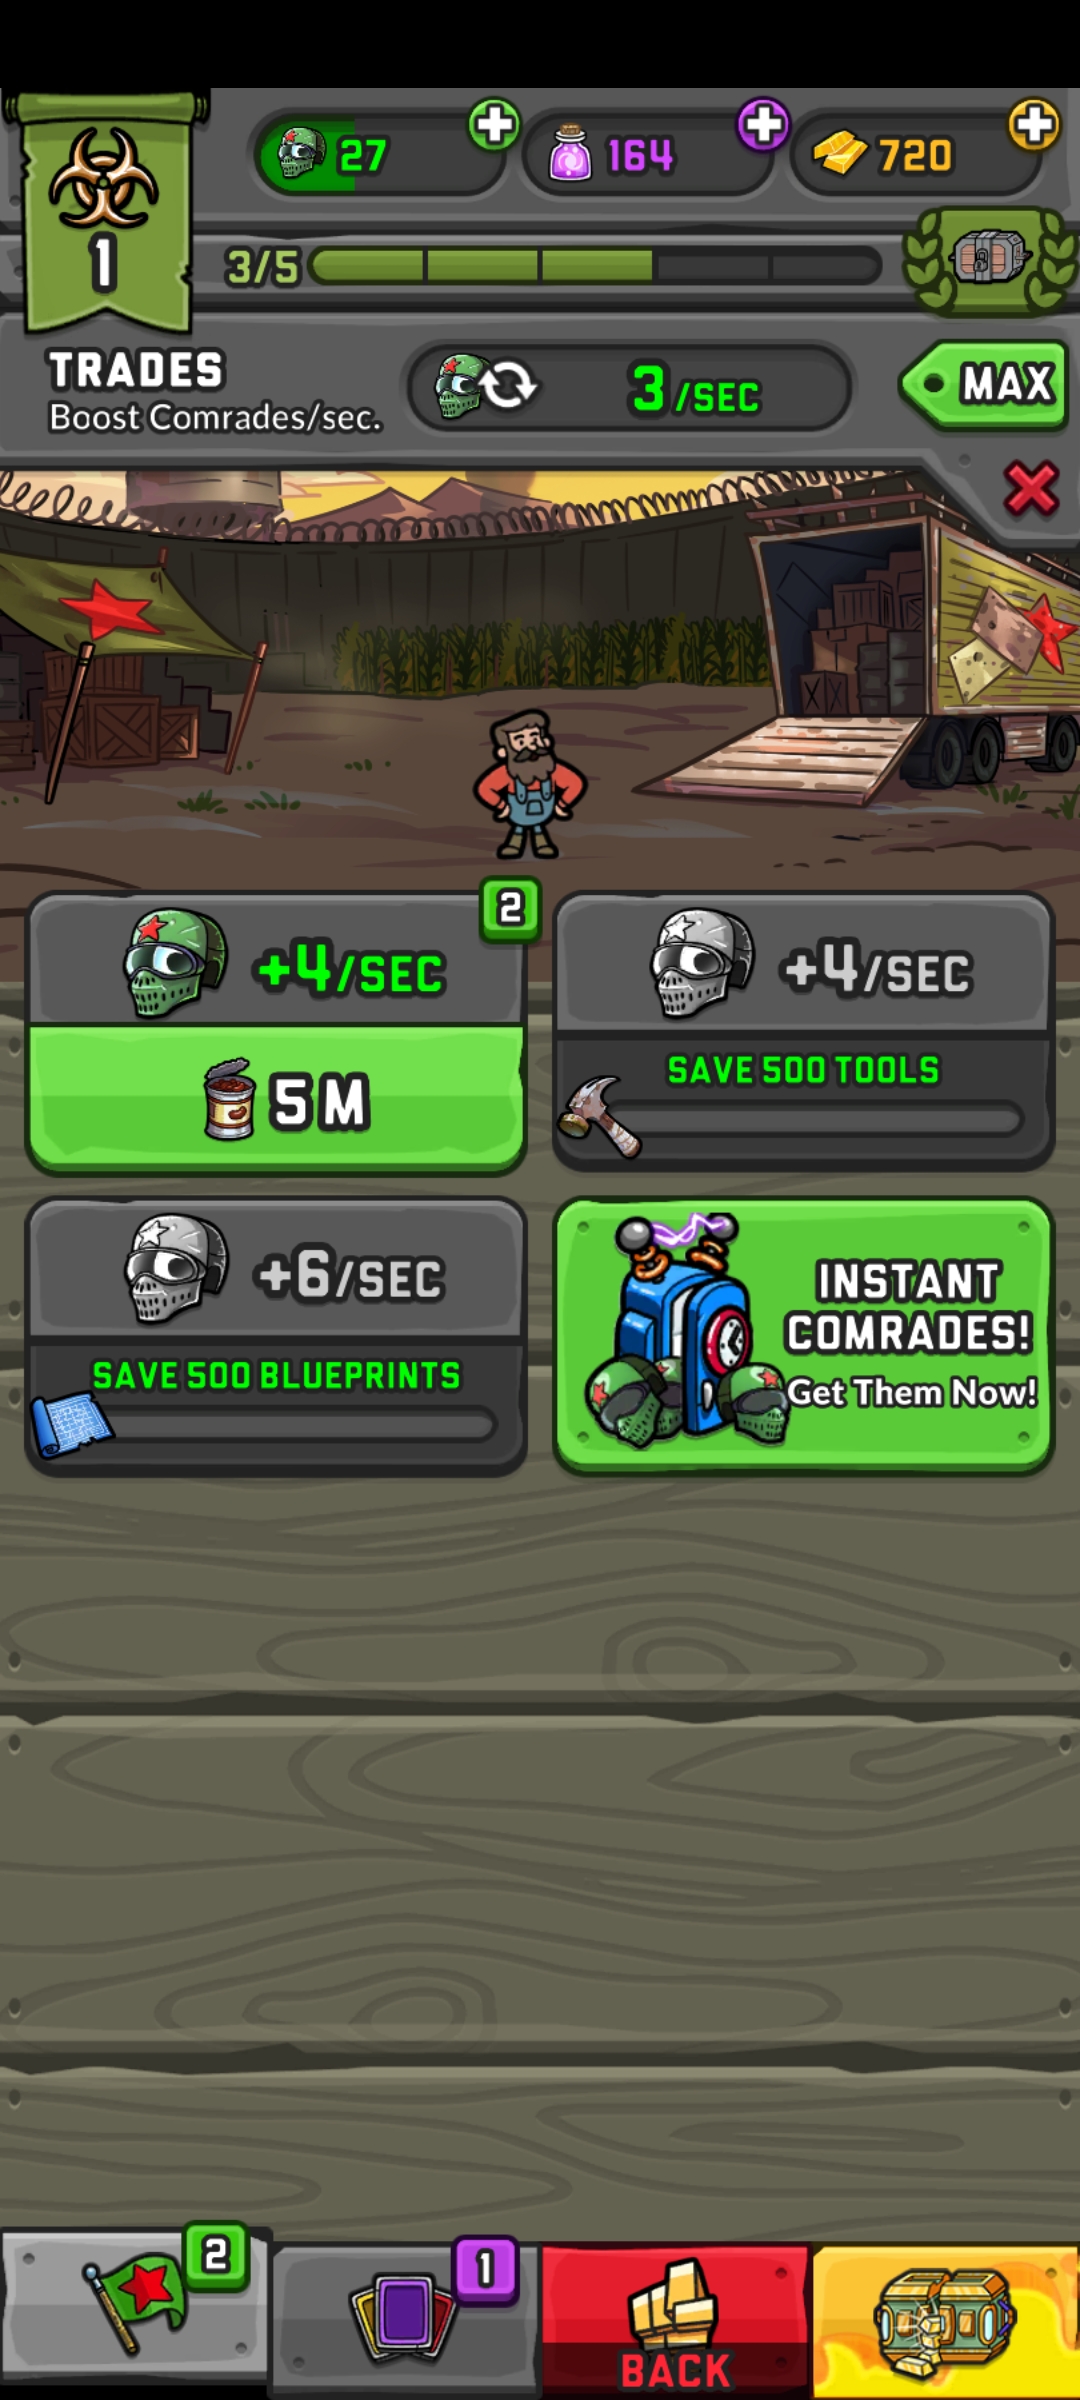 27
164
720
1
3/5
TRADES
Boost Comrades/sec.
3/SEC
MAX
2
+4/SEC
+4/SEC
5M
SAVE 500 TOOLS
+6/SEC
INSTANT
COMRADES!
SAVE 500 BLUEPRINTS
Get Them Now!
2
1
BACK